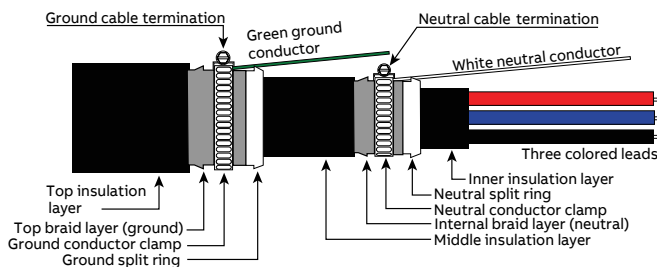 Ground cable termination
Green ground
conductor
Neutral cable termination
White neutral conductor
Three colored leads
Inner insulation layer
Neutral split ring
Neutral conductor clamp
Internal braid layer (neutral)
Middle insulation layer
Top insulation
layer
Top braid layer (ground)
Ground conductor clamp
Ground split ring